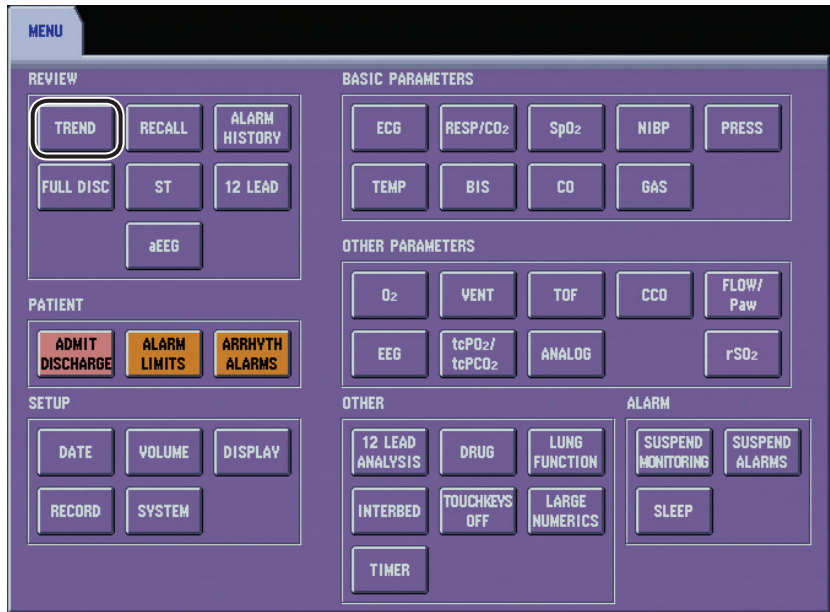 MENU
REVIEW
TREND
RECALL
ALARM
HISTORY
FULL DISC
ST
12 LEAD
aEEG
PATIENT
ADMIT
DISCHARGE
ALARM
LIMITS
ARRHYTH
ALARMS
SETUP
DATE
VOLUME
DISPLAY
RECORD
SYSTEM
BASIC PARAMETERS
ECG
RESP/CO₂
SpO₂
NIBP
PRESS
TEMP
BIS
CO
GAS
OTHER PARAMETERS
O₂
VENT
TOF
CCO
FLOW/
Paw
EEG
tcPO₂/
tcPCO₂
ANALOG
rSO₂
OTHER
12 LEAD
ANALYSIS
DRUG
LUNG
FUNCTION
INTERBED
TOUCHKEYS
OFF
LARGE
NUMERICS
TIMER
ALARM
SUSPEND
MONITORING
SUSPEND
ALARMS
SLEEP